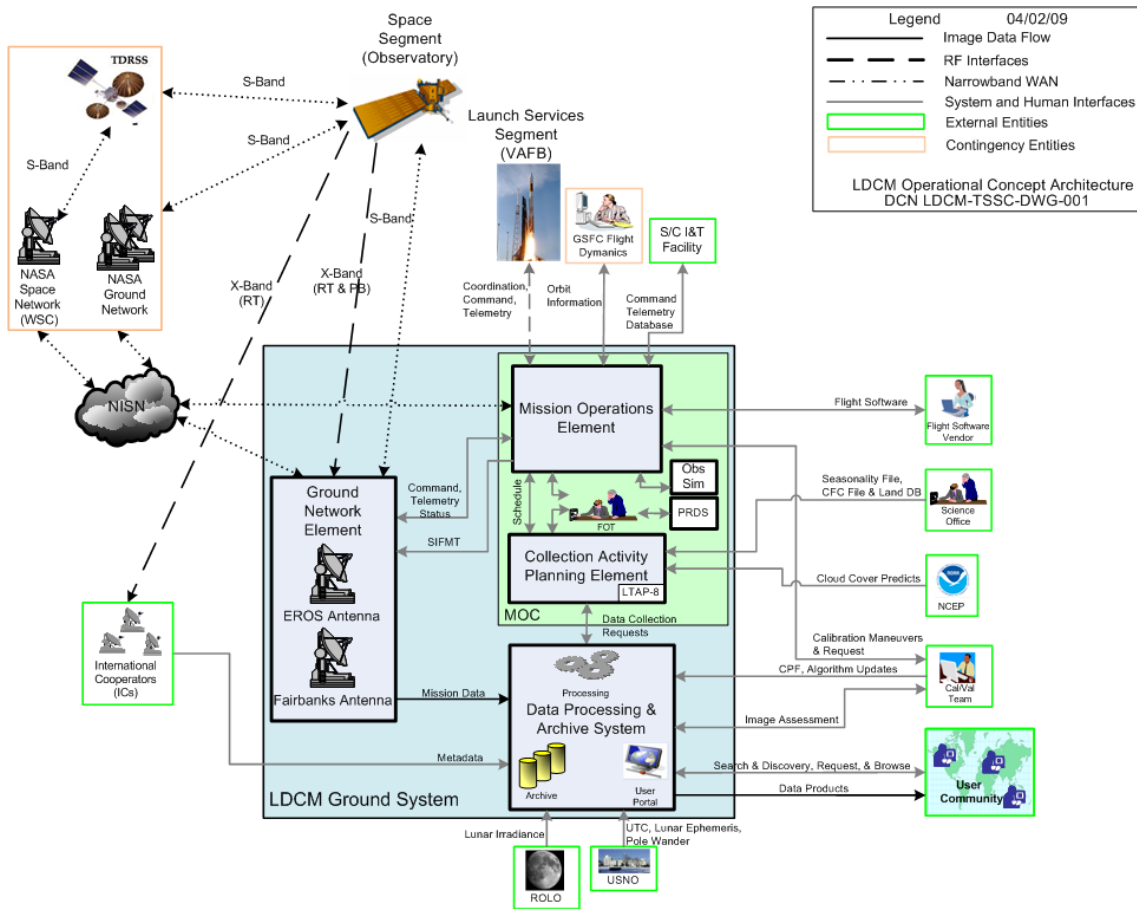 Legend 04/02/09
Image Data Flow
RF Interfaces
Narrowband WAN
System and Human Interfaces
External Entities
Contingency Entities
LDCM Operational Concept Architecture
DCN LDCM-TSSC-DWG-001
Space
Segment
(Observatory)
TDRSS
S-Band
S-Band
S-Band
S-Band
Launch Services
Segment
(VAFB)
GSFC Flight
Dymanics
S/C I&T
Facility
NASA
Space
Network
(WSC)
NASA
Ground
Network
X-Band
(RT)
X-Band
(RT & PB)
Coordination,
Command,
Telemetry
Orbit
Information
Command
Telemetry
Database
NISN
Mission Operations
Element
Flight Software
Flight Software
Vendor
Ground
Network
Element
Command,
Telemetry
Status
SIFMT
Schedule
Obs
Sim
PRDS
FOT
Seasonality File,
CFC File & Land DB
Science
Office
Collection Activity
Planning Element
LTAP-8
MOC
Cloud Cover Predicts
NCEP
EROS Antenna
Fairbanks Antenna
International
Cooperators
(ICs)
Data Collection
Requests
Calibration Maneuvers
& Request
CPF, Algorithm Updates
Cal/Val
Team
Mission Data
Processing
Data Processing &
Archive System
Image Assessment
Metadata
Archive
User
Portal
Search & Discovery, Request, & Browse
Data Products
User
Community
LDCM Ground System
Lunar Irradiance
UTC, Lunar Ephemeris,
Pole Wander
ROLO
USNO